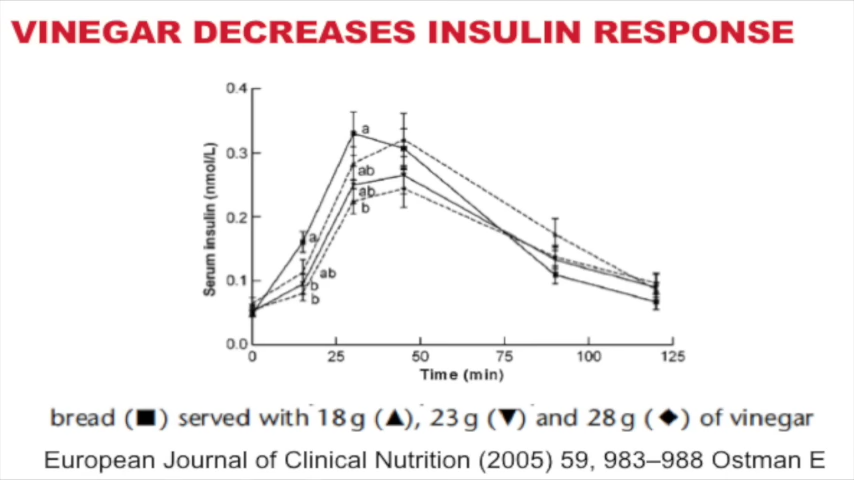 VINEGAR DECREASES INSULIN RESPONSE
0.4
a
0.3
Serum insulin (nmol/L)
ab
ab
b
0.2
a
0.1
ab
b
b
0.0
0 25 50 75 100 125
Time (min)
bread (■) served with 18 g (▲), 23 g (▼) and 28 g (◆) of vinegar
European Journal of Clinical Nutrition (2005) 59, 983–988 Ostman E